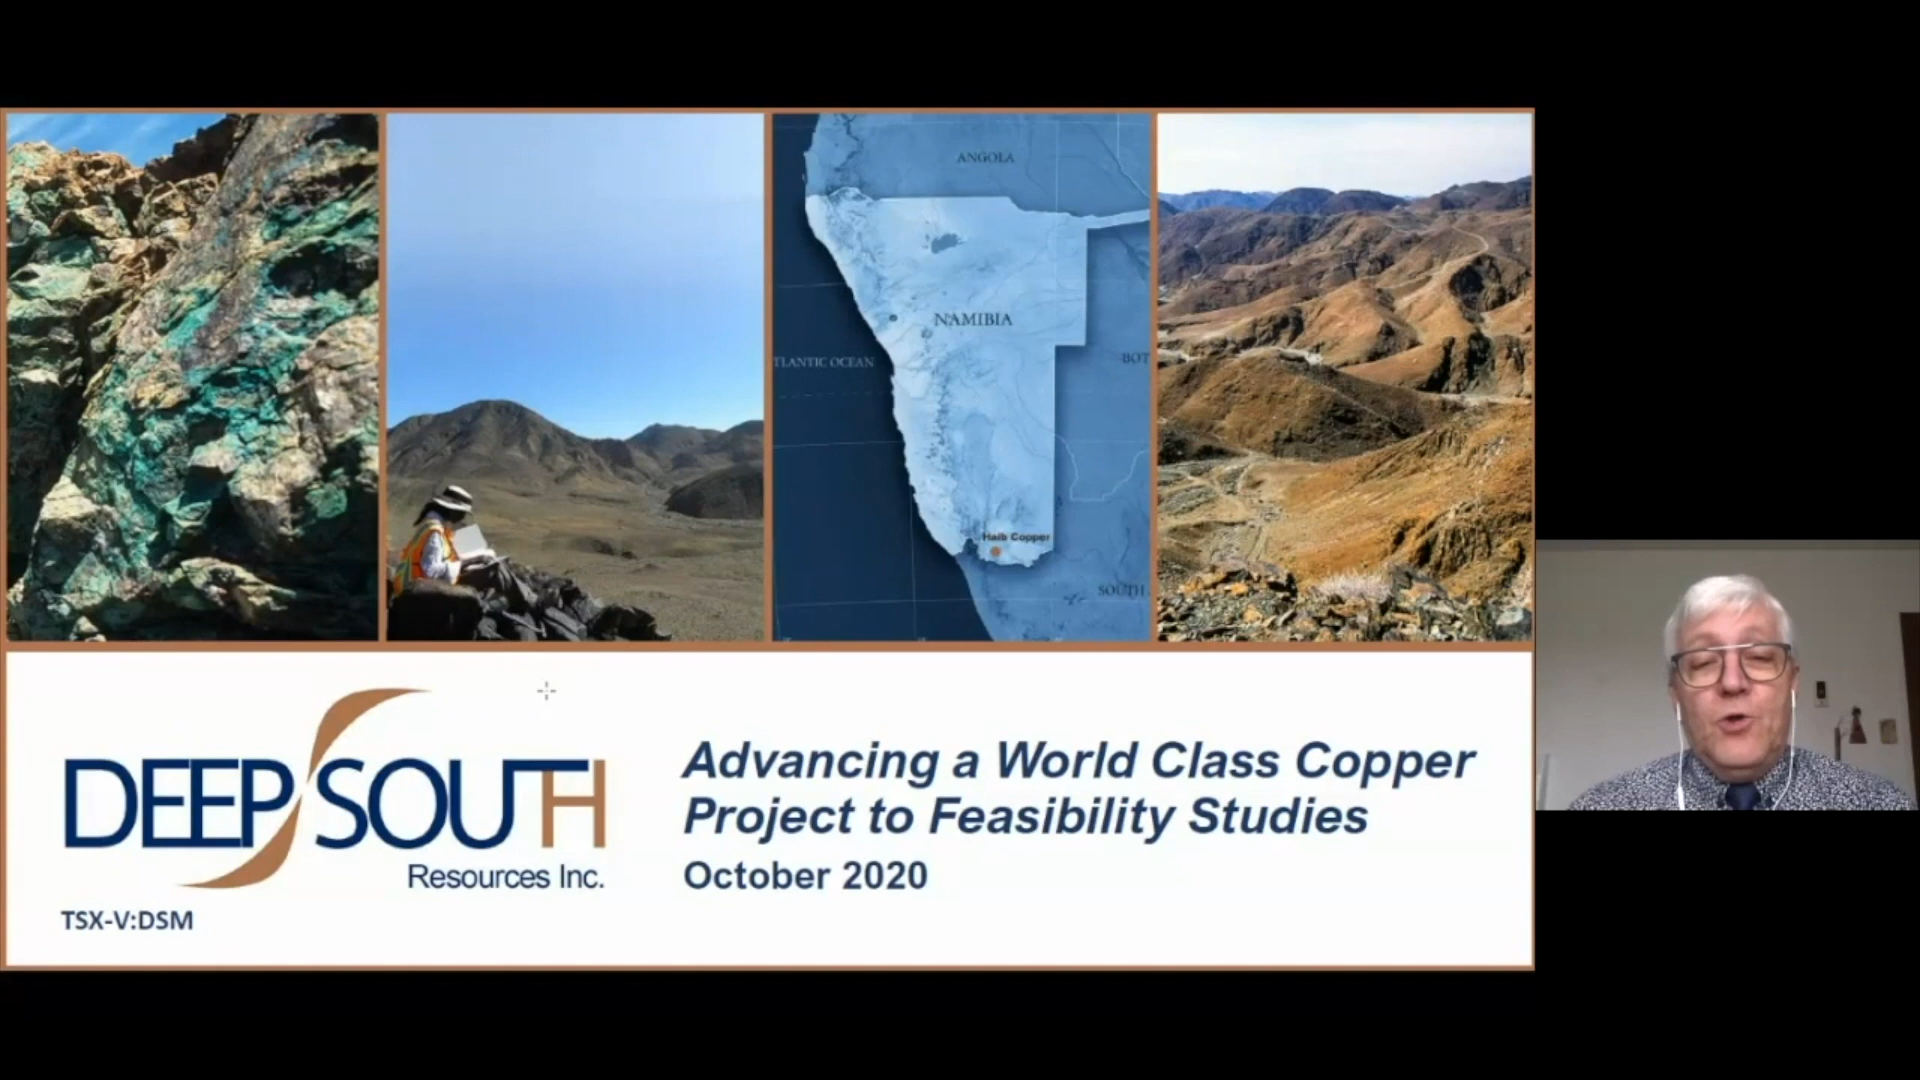 ANGOLA
NAMIBIA
TLANTIC OCEAN
BOT
Haib Copper
SOUTH
DEEP SOUTH
Resources Inc.
TSX-V:DSM
Advancing a World Class Copper
Project to Feasibility Studies
October 2020